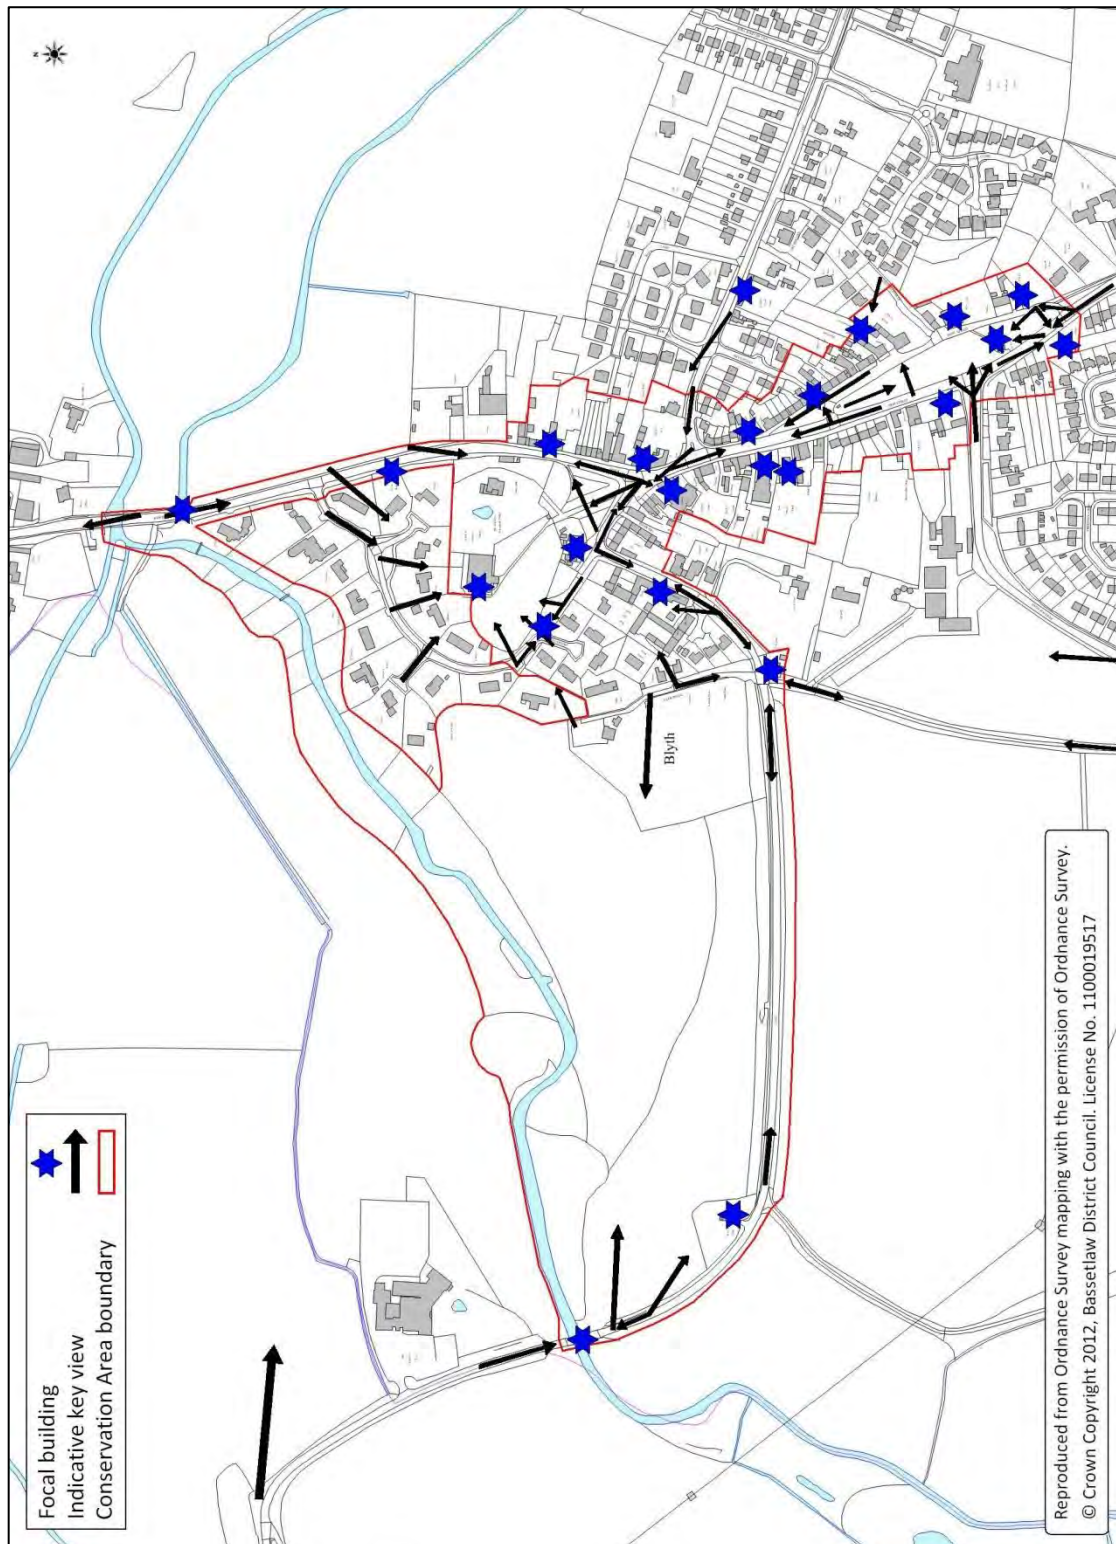 N
Focal building
Indicative key view
Conservation Area boundary
Blyth
Reproduced from Ordnance Survey mapping with the permission of Ordnance Survey.
© Crown Copyright 2012, Bassetlaw District Council. License No. 1100019517